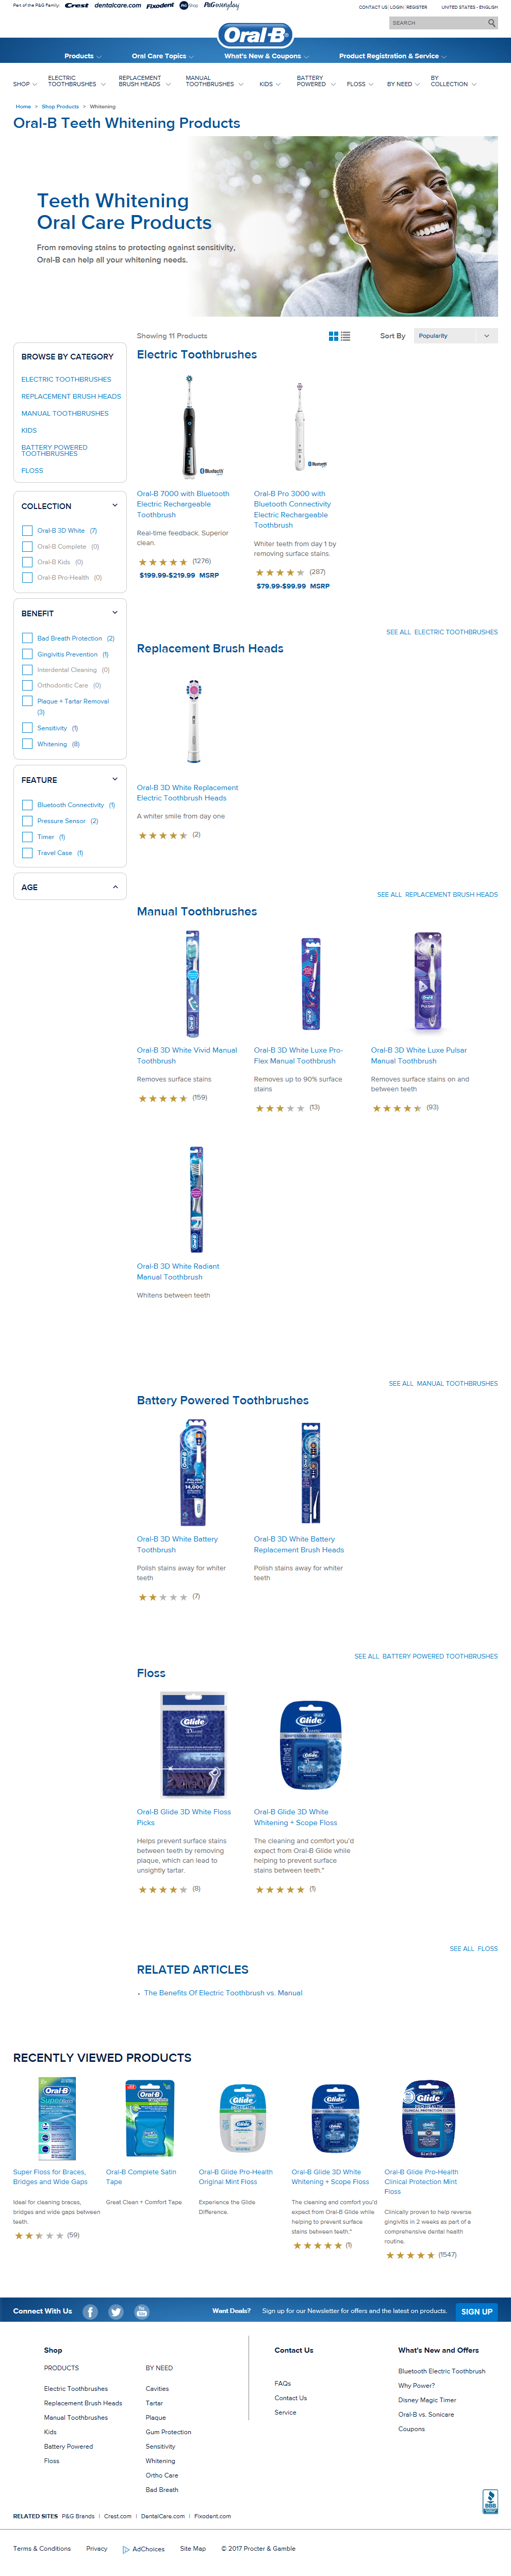 Part of the P&G Family: Crest dentalcare.com Fixodent P&G Shop P&G everyday
CONTACT US LOGIN REGISTER UNITED STATES - ENGLISH
SEARCH
Oral-B
Products Oral Care Topics What's New & Coupons Product Registration & Service
SHOP ELECTRIC TOOTHBRUSHES REPLACEMENT BRUSH HEADS MANUAL TOOTHBRUSHES KIDS BATTERY POWERED FLOSS BY NEED BY COLLECTION
Home > Shop Products > Whitening
Oral-B Teeth Whitening Products
Teeth Whitening
Oral Care Products
From removing stains to protecting against sensitivity,
Oral-B can help all your whitening needs.
Showing 11 Products
Sort By Popularity
BROWSE BY CATEGORY
ELECTRIC TOOTHBRUSHES
REPLACEMENT BRUSH HEADS
MANUAL TOOTHBRUSHES
KIDS
BATTERY POWERED
TOOTHBRUSHES
FLOSS
COLLECTION
Oral-B 3D White (7)
Oral-B Complete (0)
Oral-B Kids (0)
Oral-B Pro-Health (0)
BENEFIT
Bad Breath Protection (2)
Gingivitis Prevention (1)
Interdental Cleaning (0)
Orthodontic Care (0)
Plaque + Tartar Removal
(3)
Sensitivity (1)
Whitening (8)
FEATURE
Bluetooth Connectivity (1)
Pressure Sensor (2)
Timer (1)
Travel Case (1)
AGE
Electric Toothbrushes
Bluetooho
Bluetooth
Oral-B 7000 with Bluetooth
Electric Rechargeable
Toothbrush
Real-time feedback. Superior
clean.
(1276)
$199.99-$219.99 MSRP
Oral-B Pro 3000 with
Bluetooth Connectivity
Electric Rechargeable
Toothbrush
Whiter teeth from day 1 by
removing surface stains.
(287)
$79.99-$99.99 MSRP
SEE ALL ELECTRIC TOOTHBRUSHES
Replacement Brush Heads
Oral-B 3D White Replacement
Electric Toothbrush Heads
A whiter smile from day one
(2)
SEE ALL REPLACEMENT BRUSH HEADS
Manual Toothbrushes
Oral-B 3D White Vivid Manual
Toothbrush
Removes surface stains
(159)
Oral-B 3D White Luxe Pro-
Flex Manual Toothbrush
Removes up to 90% surface
stains
(13)
Oral-B 3D White Luxe Pulsar
Manual Toothbrush
Removes surface stains on and
between teeth
(93)
Oral-B 3D White Radiant
Manual Toothbrush
Whitens between teeth
SEE ALL MANUAL TOOTHBRUSHES
Battery Powered Toothbrushes
Oral-B 3D White Battery
Toothbrush
Polish stains away for whiter
teeth
(7)
Oral-B 3D White Battery
Replacement Brush Heads
Polish stains away for whiter
teeth
SEE ALL BATTERY POWERED TOOTHBRUSHES
Floss
Glide
Glide
Oral-B Glide 3D White Floss
Picks
Helps prevent surface stains
between teeth by removing
plaque, which can lead to
unsightly tartar.
(8)
Oral-B Glide 3D White
Whitening + Scope Floss
The cleaning and comfort you'd
expect from Oral-B Glide while
helping to prevent surface
stains between teeth.*
(1)
SEE ALL FLOSS
RELATED ARTICLES
The Benefits Of Electric Toothbrush vs. Manual
RECENTLY VIEWED PRODUCTS
Super Floss for Braces,
Bridges and Wide Gaps
Ideal for cleaning braces,
bridges and wide gaps between
teeth.
(59)
Oral-B Complete Satin
Tape
Great Clean + Comfort Tape
Oral-B Glide Pro-Health
Original Mint Floss
Experience the Glide
Difference.
Oral-B Glide 3D White
Whitening + Scope Floss
The cleaning and comfort you'd
expect from Oral-B Glide while
helping to prevent surface
stains between teeth.*
(1)
Oral-B Glide Pro-Health
Clinical Protection Mint
Floss
Clinically proven to help reverse
gingivitis in 2 weeks as part of a
comprehensive dental health
routine.
(1547)
Connect With Us
Want Deals? Sign up for our Newsletter for offers and the latest on products. SIGN UP
Shop
PRODUCTS
Electric Toothbrushes
Replacement Brush Heads
Manual Toothbrushes
Kids
Battery Powered
Floss
BY NEED
Cavities
Tartar
Plaque
Gum Protection
Sensitivity
Whitening
Ortho Care
Bad Breath
Contact Us
FAQs
Contact Us
Service
What's New and Offers
Bluetooth Electric Toothbrush
Why Power?
Disney Magic Timer
Oral-B vs. Sonicare
Coupons
BBB
RELATED SITES P&G Brands | Crest.com | DentalCare.com | Fixodent.com
Terms & Conditions Privacy AdChoices Site Map © 2017 Procter & Gamble